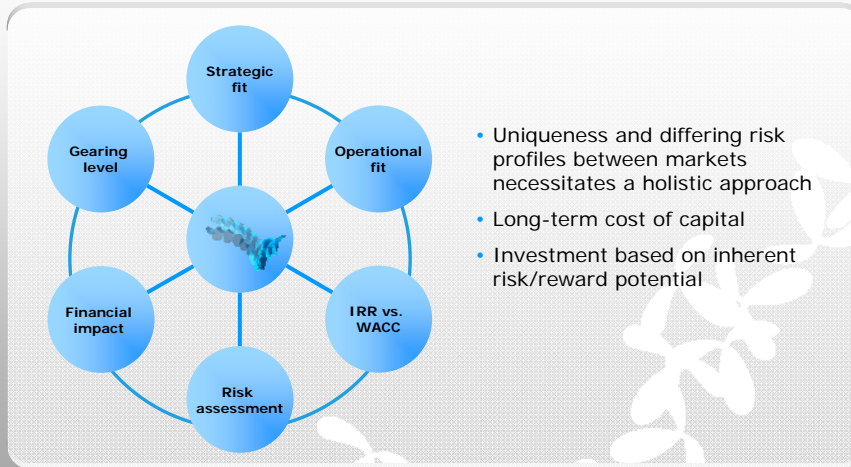 Strategic
fit
Gearing
level
Operational
fit
Financial
impact
IRR vs.
WACC
Risk
assessment
• Uniqueness and differing risk
profiles between markets
necessitates a holistic approach
• Long-term cost of capital
• Investment based on inherent
risk/reward potential